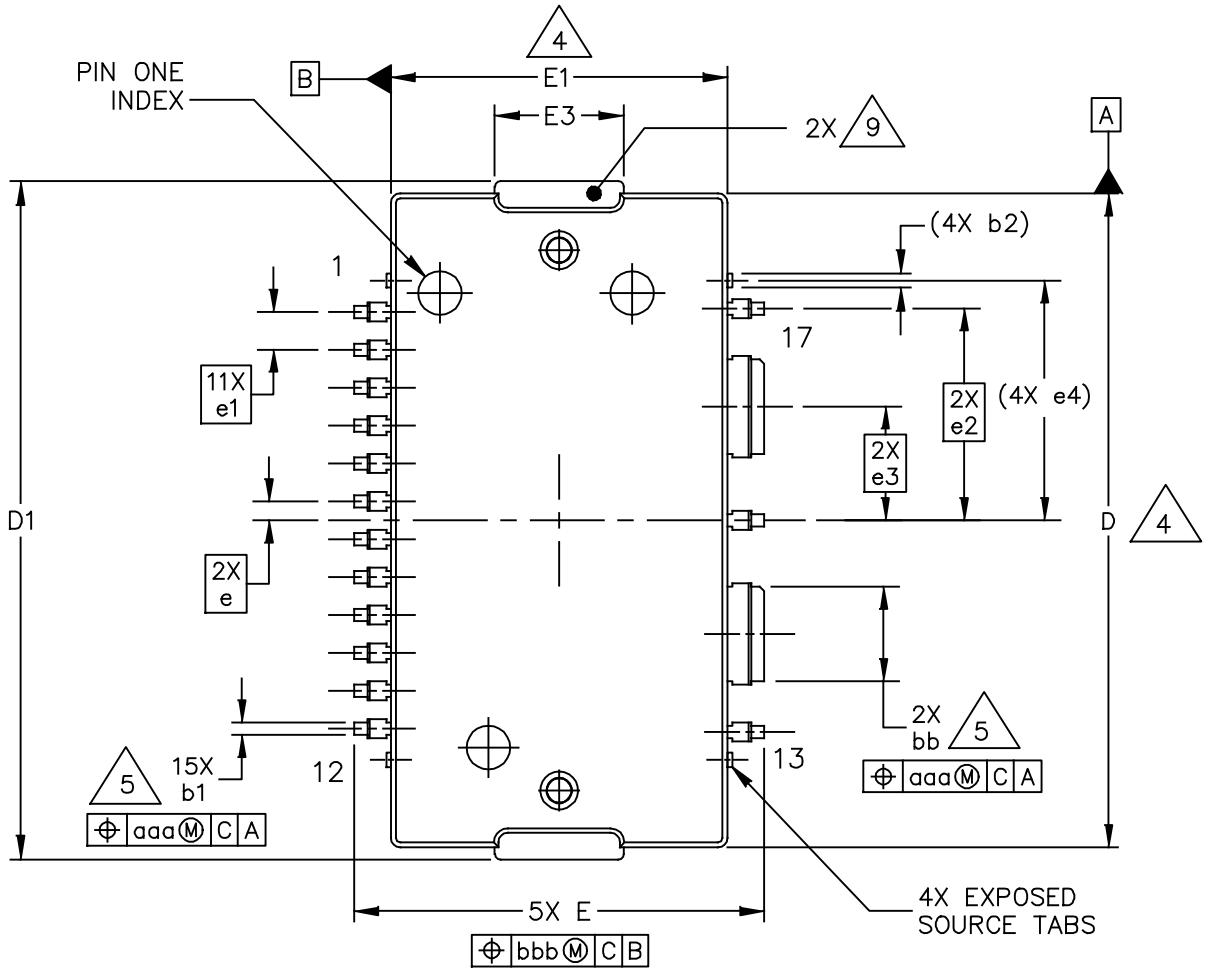 4
PIN ONE
INDEX
B
E1
E3
2X 9
A
(4X b2)
1
17
11X
e1
2X
e2
(4X e4)
2X
e3
D1
D 4
2X
e
2X
bb 5
⌖ aaa Ⓜ C A
5 15X
b1
12
13
⌖ aaa Ⓜ C A
4X EXPOSED
SOURCE TABS
5X E
⌖ bbb Ⓜ C B